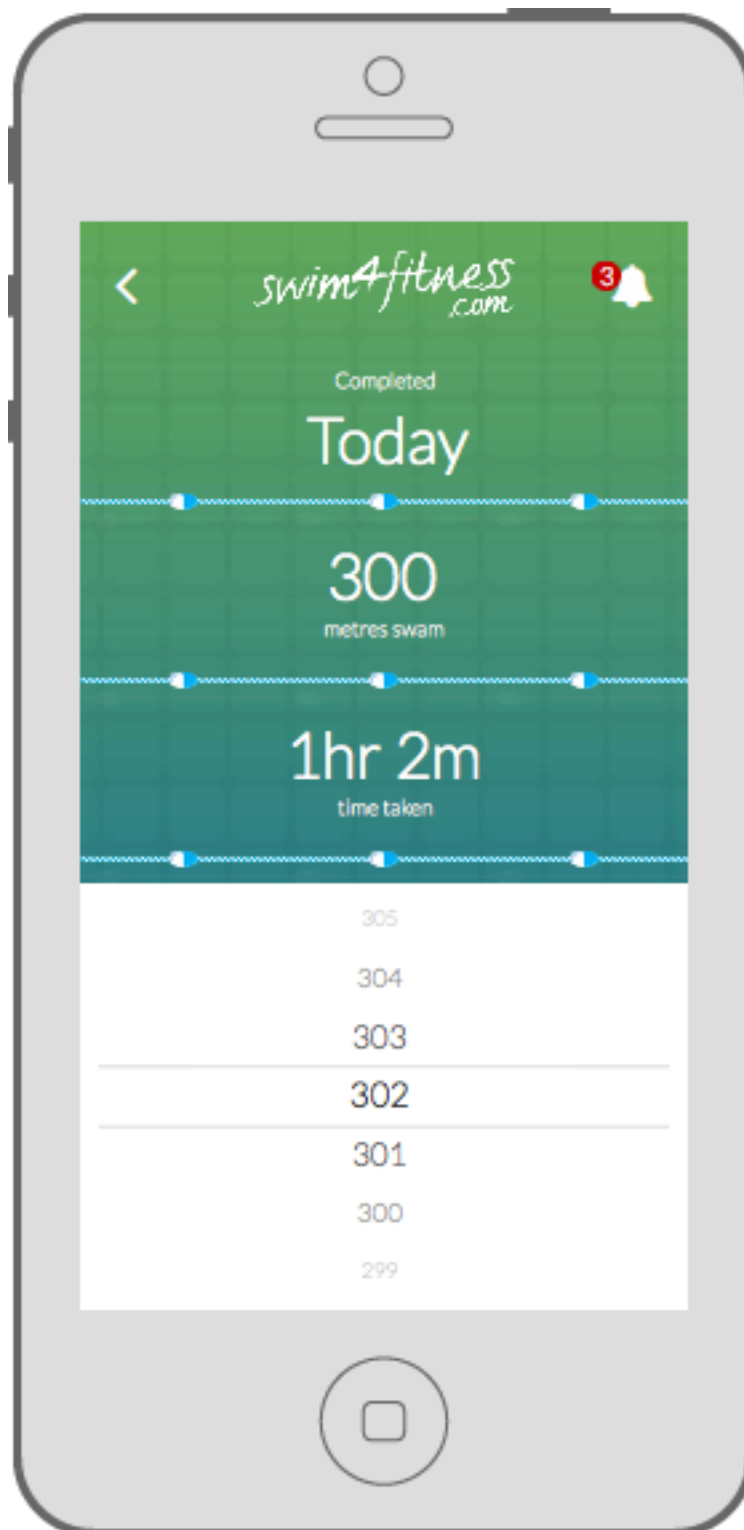 swim4fitness
.com
3
Completed
Today
300
metres swam
1hr 2m
time taken
305
304
303
302
301
300
299